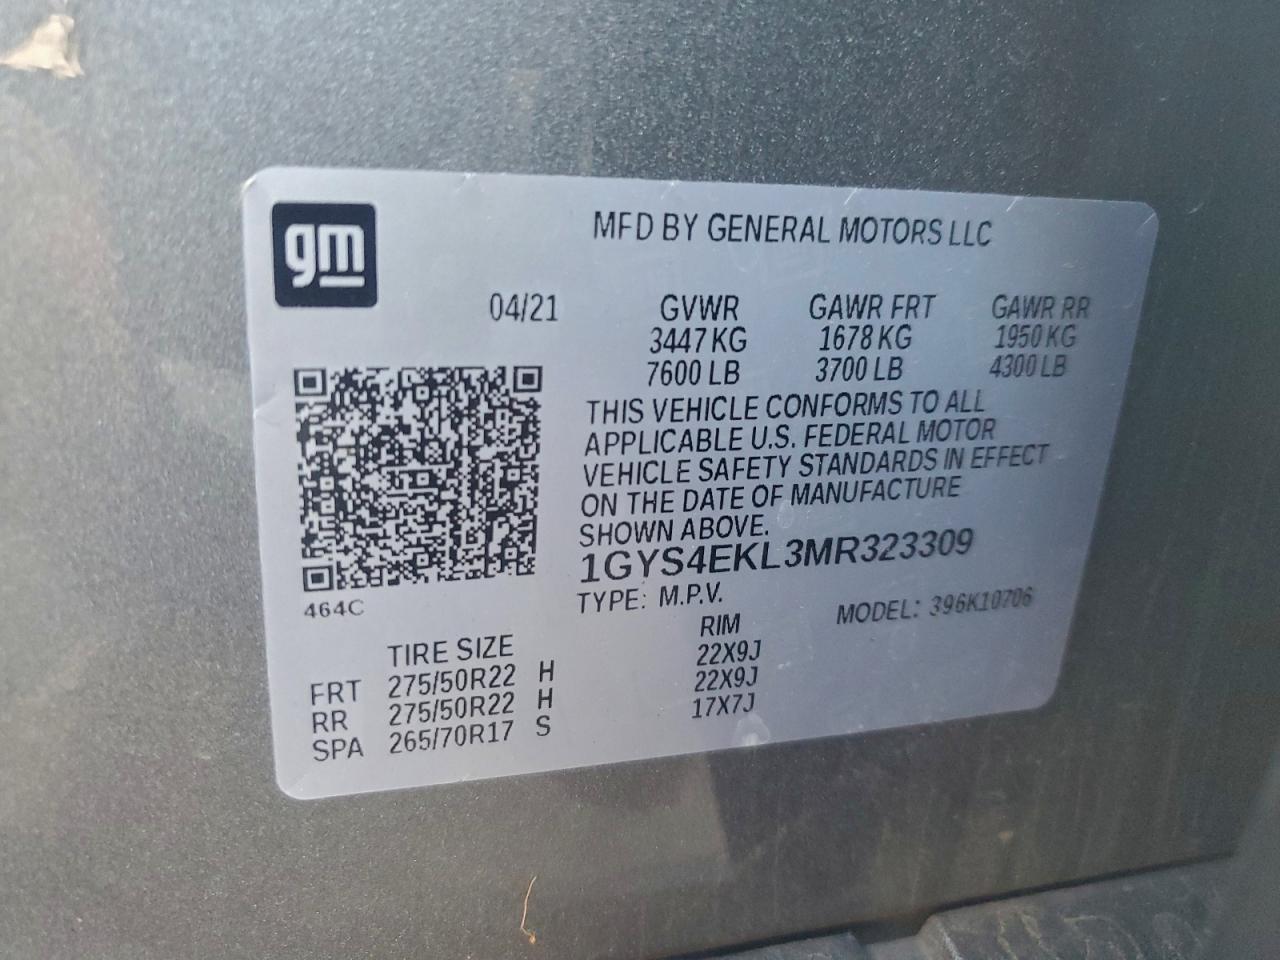 gm
MFD BY GENERAL MOTORS LLC
04/21 GVWR GAWR FRT GAWR RR
3447 KG 1678 KG 1950 KG
7600 LB 3700 LB 4300 LB
THIS VEHICLE CONFORMS TO ALL
APPLICABLE U.S. FEDERAL MOTOR
VEHICLE SAFETY STANDARDS IN EFFECT
ON THE DATE OF MANUFACTURE
SHOWN ABOVE.
1GYS4EKL3MR323309
464C
TYPE: M.P.V. MODEL: 396K10706
TIRE SIZE RIM
FRT 275/50R22 H 22X9J
RR 275/50R22 H 22X9J
SPA 265/70R17 S 17X7J